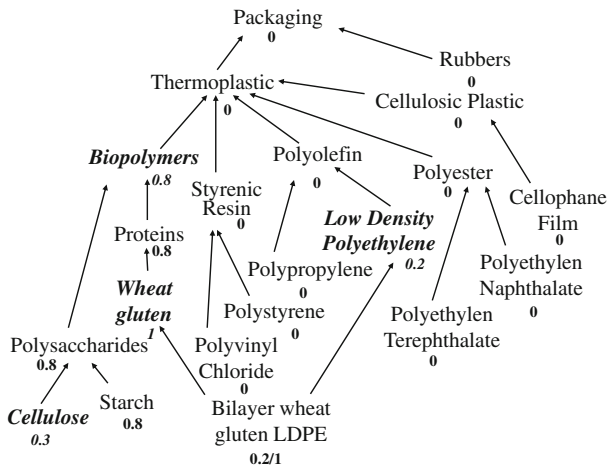 Packaging
0
Rubbers
0
Thermoplastic
0
Cellulosic Plastic
0
Biopolymers
0.8
Polyolefin
0
Polyester
0
Styrenic
Resin
0
Cellophane
Film
0
Low Density
Polyethylene
0.2
Proteins
0.8
Polypropylene
0
Polyethylen
Naphthalate
0
Wheat
gluten
1
Polystyrene
0
Polyethylen
Terephthalate
0
Polysaccharides
0.8
Polyvinyl
Chloride
0
Cellulose
0.3
Starch
0.8
Bilayer wheat
gluten LDPE
0.2/1